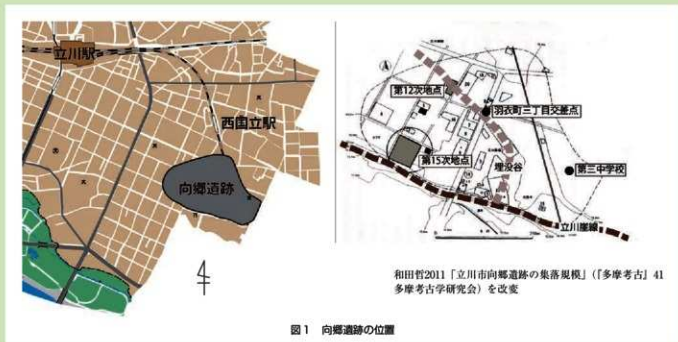 立川駅
西国立駅
向郷遺跡
第12次地点
羽衣町三丁目交差点
第三中学校
第15次地点
埋没谷
立川崖線
和田哲2011「立川市向郷遺跡の集落規模」(『多摩考古』41
多摩考古学研究会)を改変
図1 向郷遺跡の位置